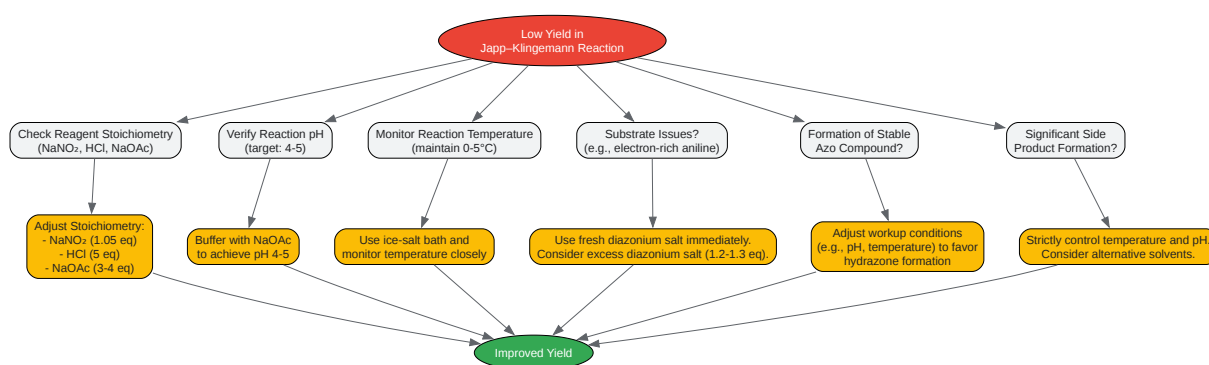 Low Yield in
Japp–Klingemann Reaction
Check Reagent Stoichiometry
(NaNO₂, HCl, NaOAc)
Verify Reaction pH
(target: 4-5)
Monitor Reaction Temperature
(maintain 0-5°C)
Substrate Issues?
(e.g., electron-rich aniline)
Formation of Stable
Azo Compound?
Significant Side
Product Formation?
Adjust Stoichiometry:
- NaNO₂ (1.05 eq)
- HCl (5 eq)
- NaOAc (3-4 eq)
Buffer with NaOAc
to achieve pH 4-5
Use ice-salt bath and
monitor temperature closely
Use fresh diazonium salt immediately.
Consider excess diazonium salt (1.2-1.3 eq).
Adjust workup conditions
(e.g., pH, temperature) to favor
hydrazone formation
Strictly control temperature and pH.
Consider alternative solvents.
Improved Yield